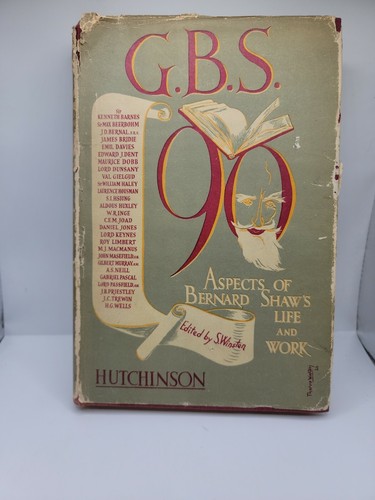 G.B.S.
90
Sir
KENNETH BARNES
Sir MAX BEERBOHM
J.D. BERNAL F.R.S.
JAMES BRIDIE
EMIL DAVIES
EDWARD J. DENT
MAURICE DOBB
LORD DUNSANY
VAL GIELGUD
Sir WILLIAM HALEY
LAURENCE HOUSMAN
S.I. HSIUNG
ALDOUS HUXLEY
W.R. INGE
C.E.M. JOAD
DANIEL JONES
LORD KEYNES
ROY LIMBERT
M.J. MACMANUS
JOHN MASEFIELD O.M
GILBERT MURRAY O.M
A.S. NEILL
GABRIEL PASCAL
LORD PASSFIELD O.M
J.B. PRIESTLEY
J.C. TREWIN
H.G. WELLS
ASPECTS OF
BERNARD SHAW'S
LIFE
AND
WORK
Edited by S. Winsten
HUTCHINSON